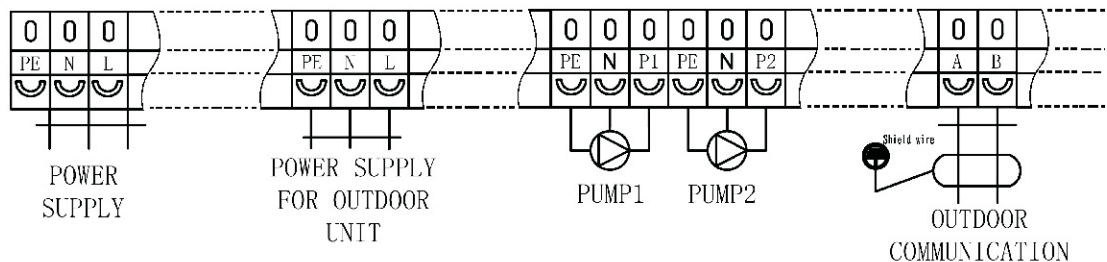 0 0 0 0 0 0 0 0 0 0 0 0 0 0
PE N L PE N L PE N P1 PE N P2 A B
Shield wire
POWER
SUPPLY
POWER SUPPLY
FOR OUTDOOR
UNIT
PUMP1
PUMP2
OUTDOOR
COMMUNICATION